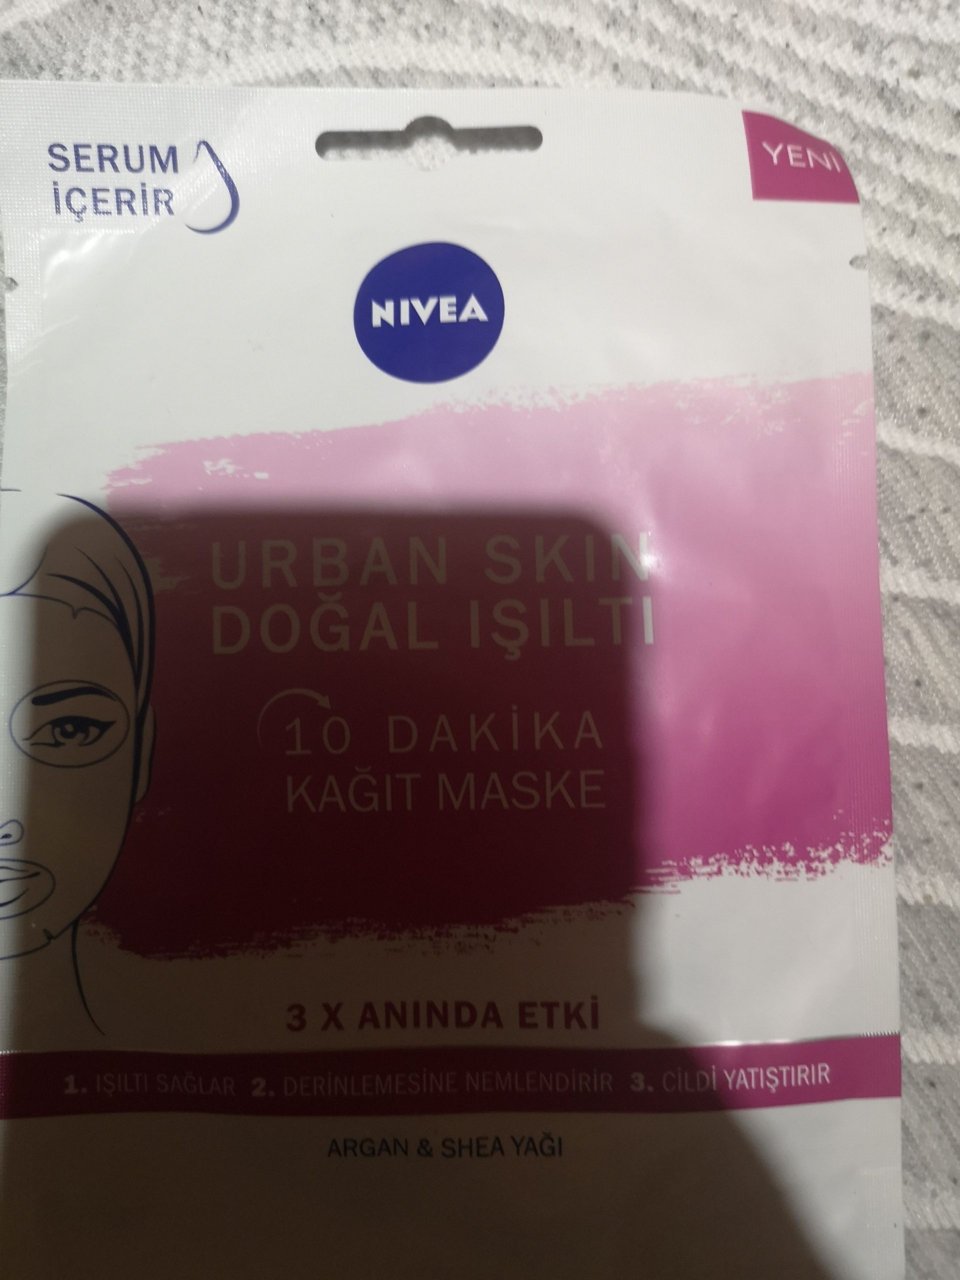 SERUM
İÇERİR
YENİ
NIVEA
URBAN SKIN
DOĞAL IŞILTI
10 DAKİKA
KAĞIT MASKE
3 X ANINDA ETKİ
1. IŞILTI SAĞLAR 2. DERİNLEMESİNE NEMLENDİRİR 3. CİLDİ YATIŞTIRIR
ARGAN & SHEA YAĞI